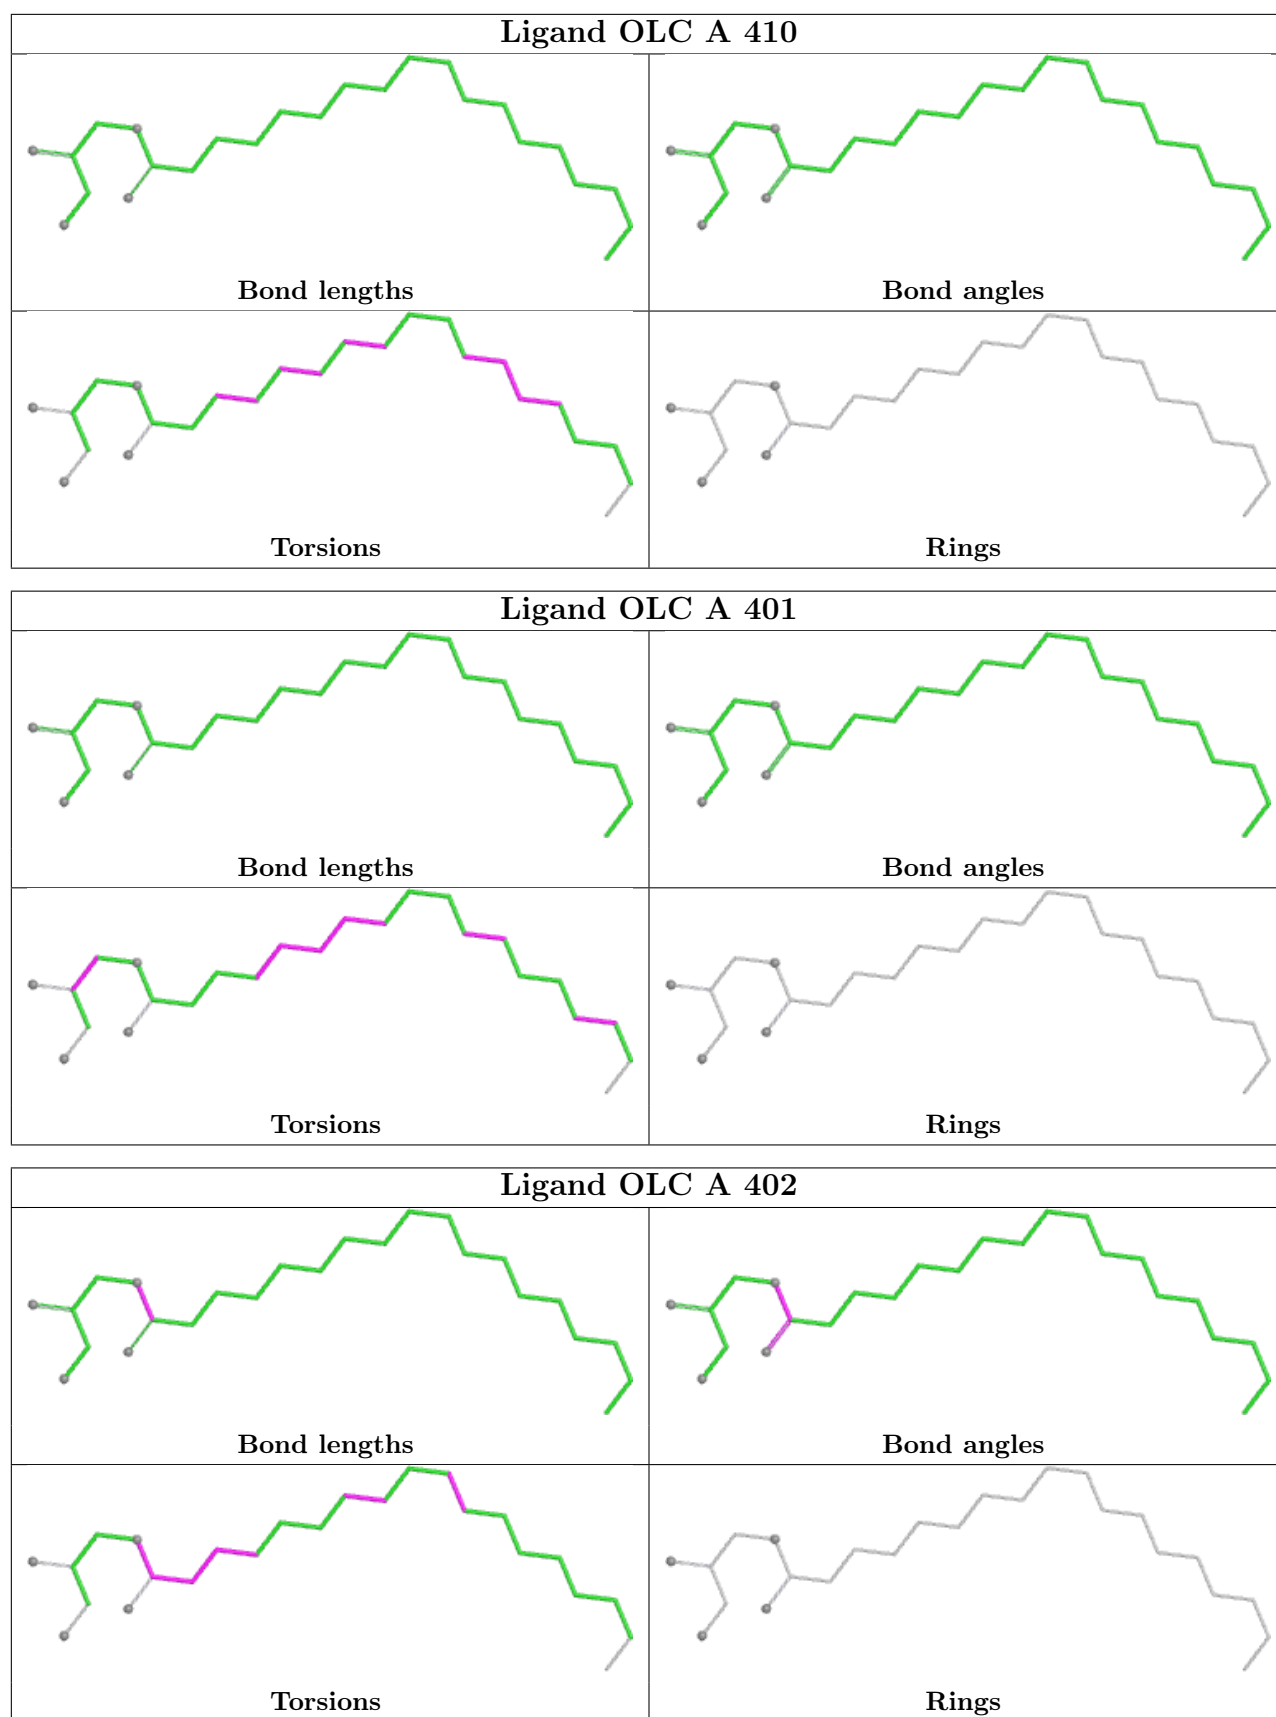 Ligand OLC A 410
Bond lengths
Bond angles
Torsions
Rings
Ligand OLC A 401
Bond lengths
Bond angles
Torsions
Rings
Ligand OLC A 402
Bond lengths
Bond angles
Torsions
Rings